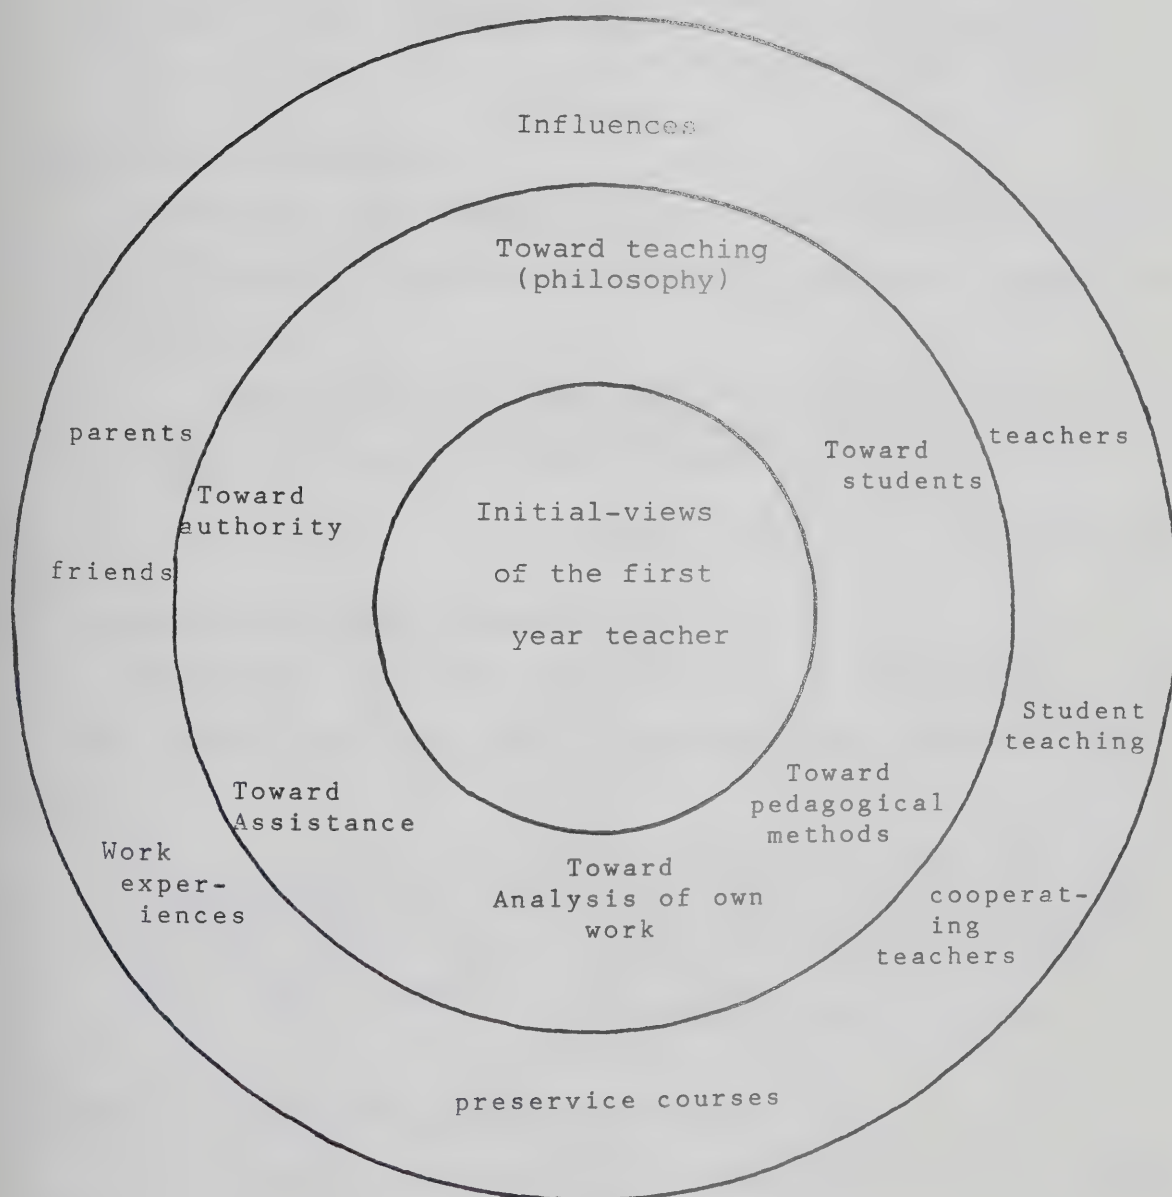 Influences
Toward teaching
(philosophy)
parents
teachers
Toward
students
Toward
authority
friends
Initial-views
of the first
year teacher
Student
teaching
Toward
pedagogical
methods
Toward
Assistance
Work
exper-
iences
Toward
Analysis of own
work
cooperat-
ing
teachers
preservice courses